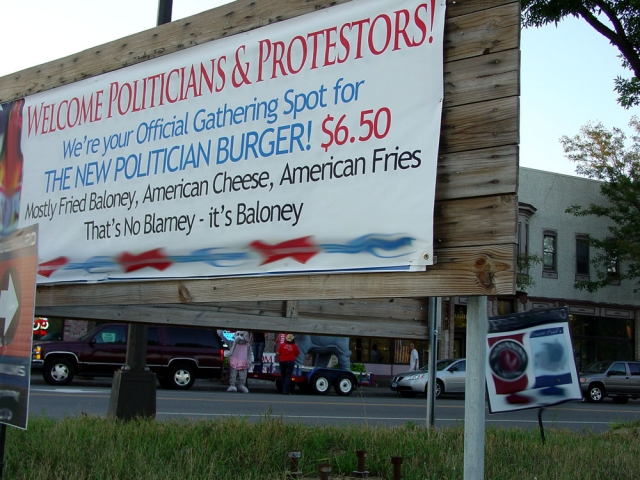 WELCOME POLITICIANS & PROTESTORS!
We're your Official Gathering Spot for
THE NEW POLITICIAN BURGER! $6.50
Mostly Fried Baloney, American Cheese, American Fries
That's No Blarney - it's Baloney